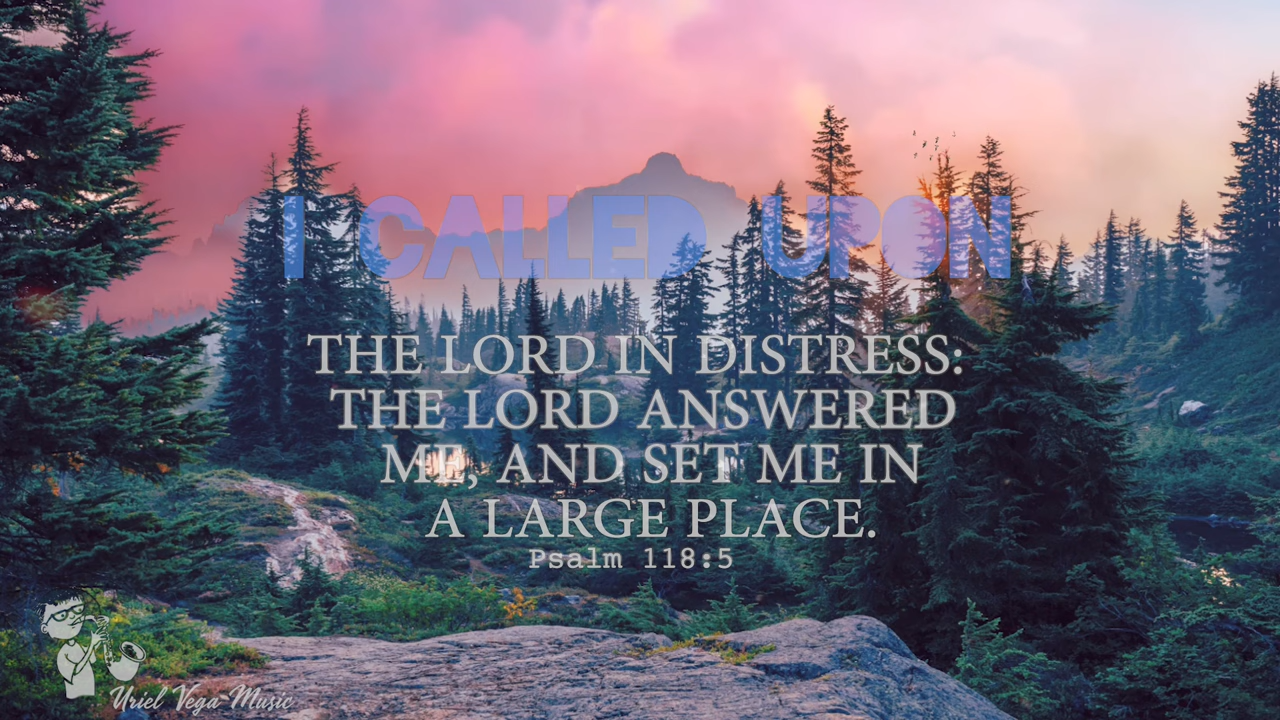 I CALLED UPON
THE LORD IN DISTRESS:
THE LORD ANSWERED
ME, AND SET ME IN
A LARGE PLACE.
Psalm 118:5
Uriel Vega Music